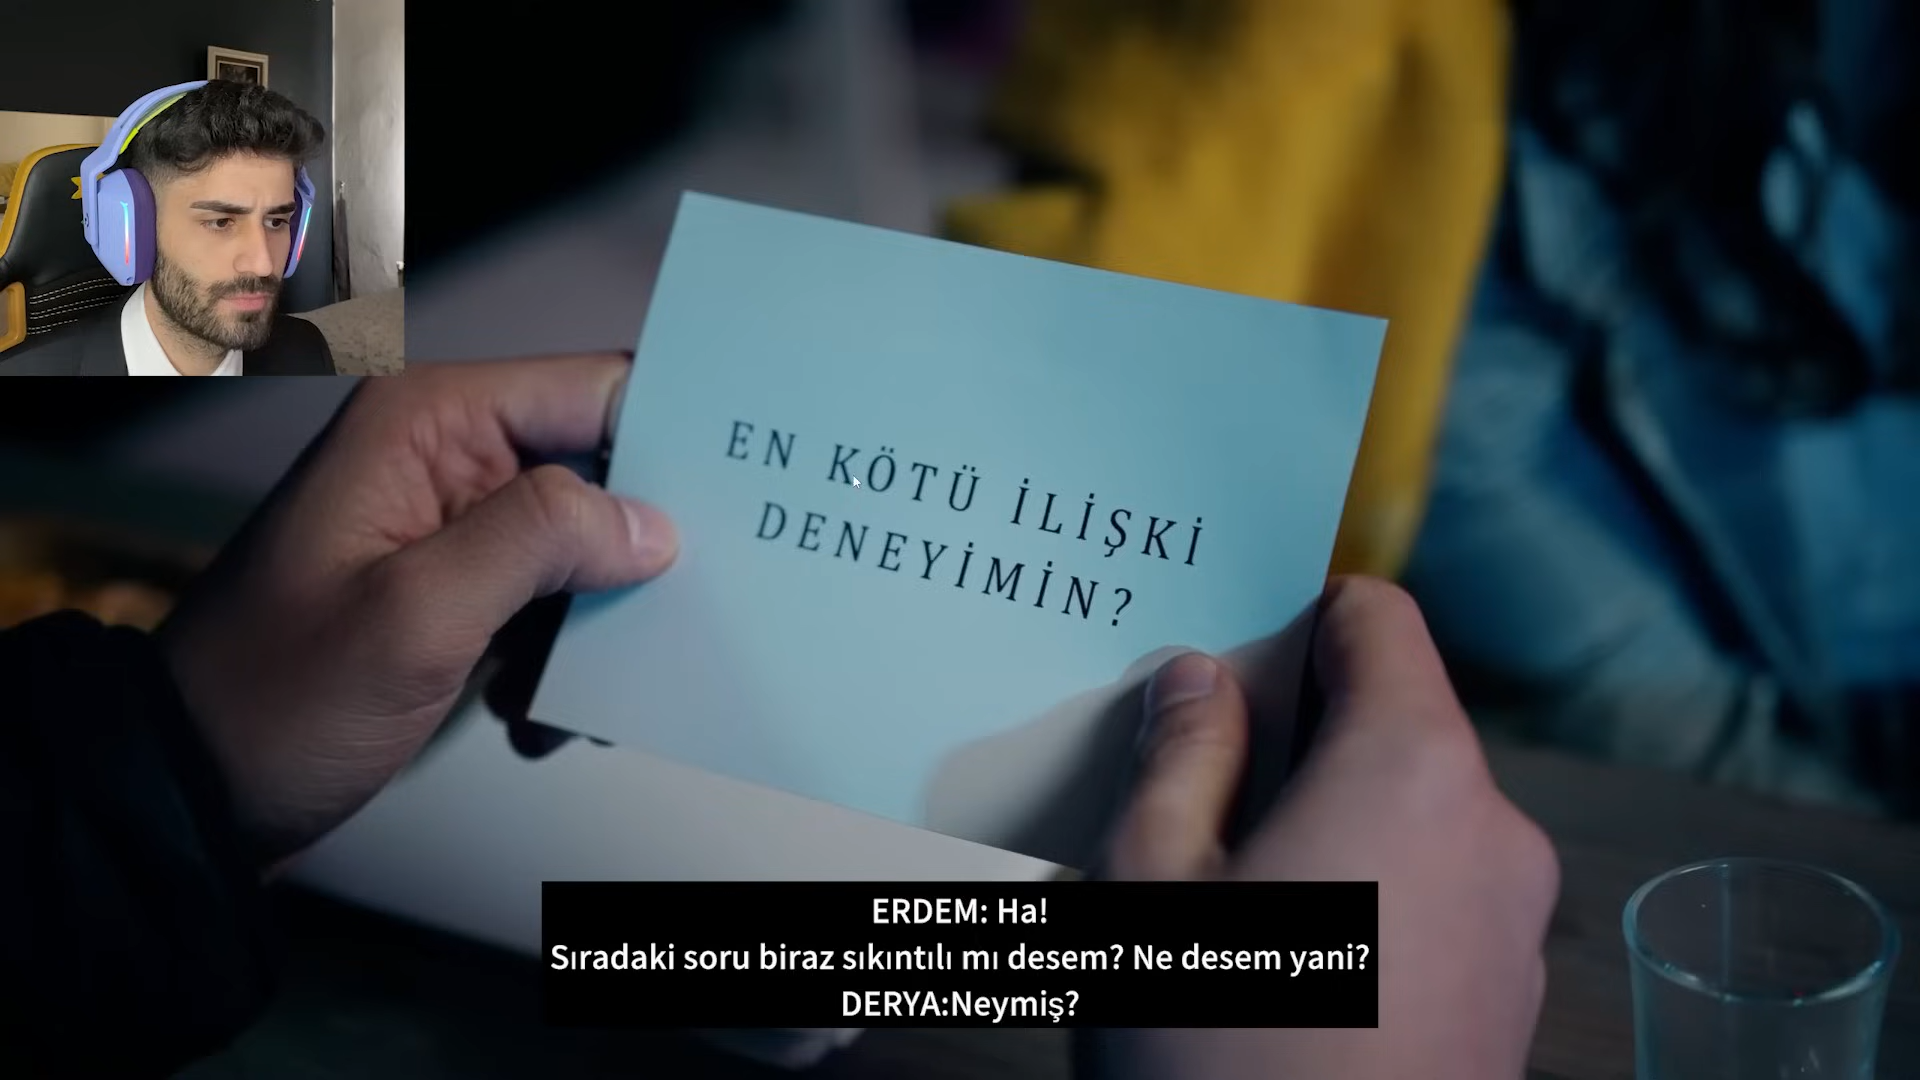 EN KÖTÜ İLİŞKİ
DENEYİMİN?
ERDEM: Ha!
Sıradaki soru biraz sıkıntılı mı desem? Ne desem yani?
DERYA:Neymiş?